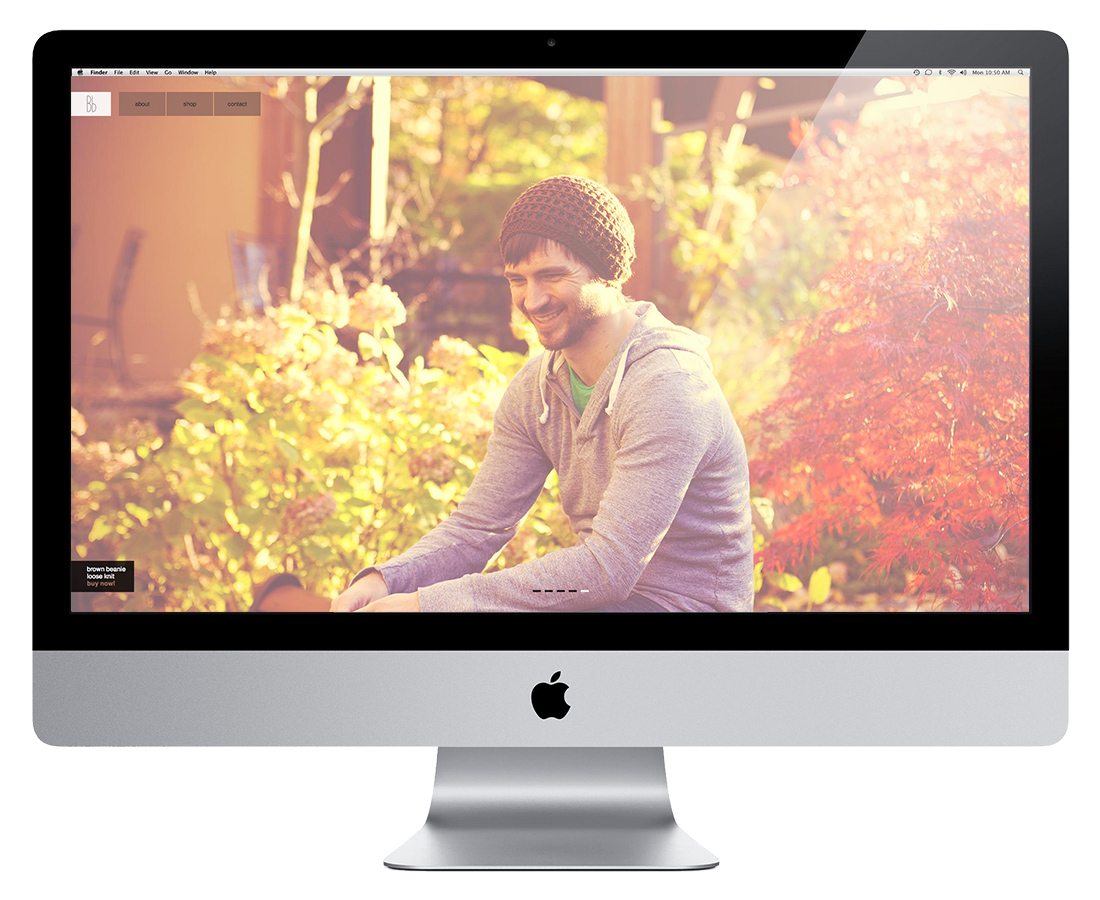 Finder File Edit View Go Window Help Mon 10:50 AM
Bb about shop contact
brown beanie
loose knit
buy now!